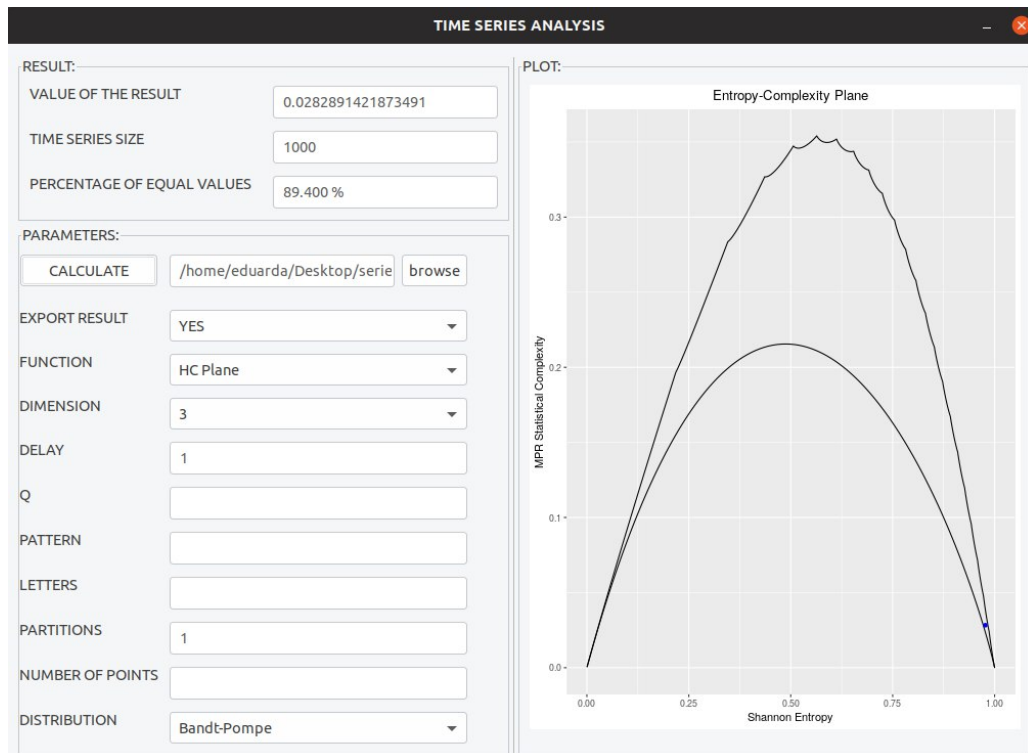 TIME SERIES ANALYSIS
RESULT:
VALUE OF THE RESULT
0.0282891421873491
TIME SERIES SIZE
1000
PERCENTAGE OF EQUAL VALUES
89.400 %
PARAMETERS:
CALCULATE
/home/eduarda/Desktop/serie
browse
EXPORT RESULT
YES
FUNCTION
HC Plane
DIMENSION
3
DELAY
1
Q
PATTERN
LETTERS
PARTITIONS
1
NUMBER OF POINTS
DISTRIBUTION
Bandt-Pompe
PLOT:
Entropy-Complexity Plane
MPR Statistical Complexity
0.3
0.2
0.1
0.0
0.00
0.25
0.50
0.75
1.00
Shannon Entropy